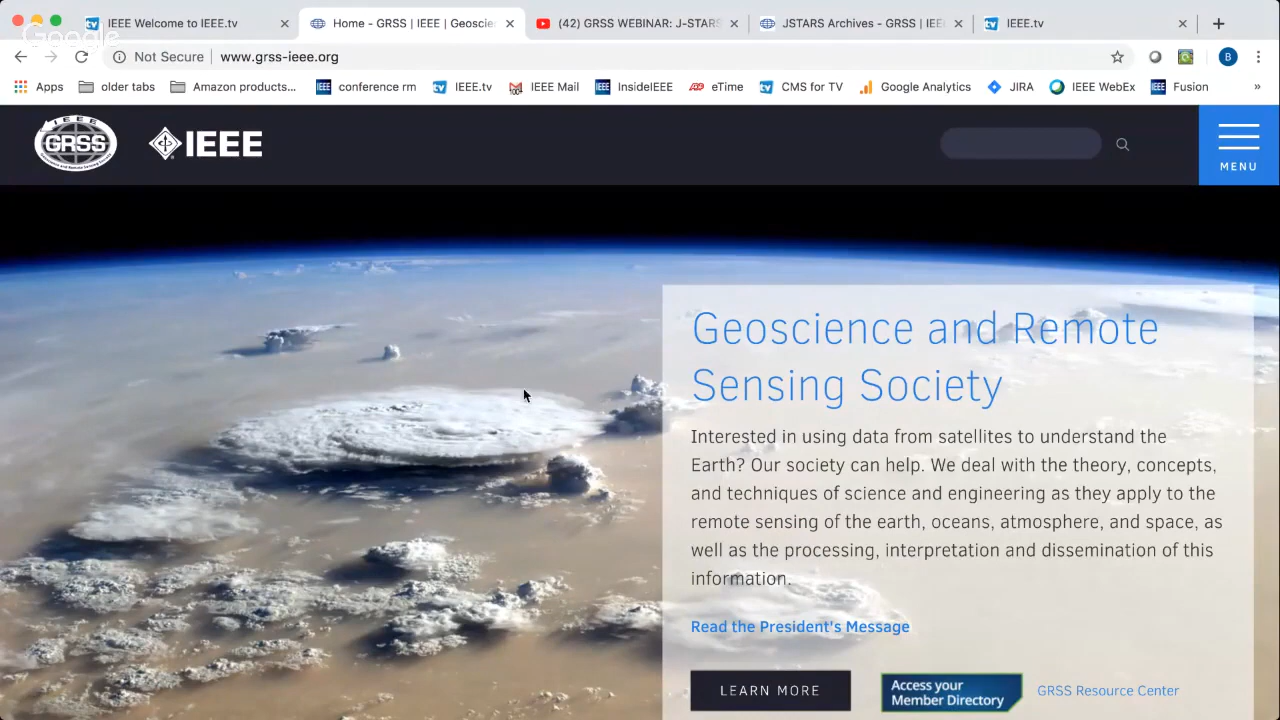 Google
IEEE Welcome to IEEE.tv
Home - GRSS | IEEE | Geoscien
(42) GRSS WEBINAR: J-STARS
JSTARS Archives - GRSS | IEEE
IEEE.tv
Not Secure
www.grss-ieee.org
B
Apps
older tabs
Amazon products...
conference rm
IEEE.tv
IEEE Mail
InsideIEEE
eTime
CMS for TV
Google Analytics
JIRA
IEEE WebEx
Fusion
»
IEEE
GRSS
IEEE
MENU
Geoscience and Remote
Sensing Society
Interested in using data from satellites to understand the
Earth? Our society can help. We deal with the theory, concepts,
and techniques of science and engineering as they apply to the
remote sensing of the earth, oceans, atmosphere, and space, as
well as the processing, interpretation and dissemination of this
information.
Read the President's Message
LEARN MORE
Access your
Member Directory
GRSS Resource Center